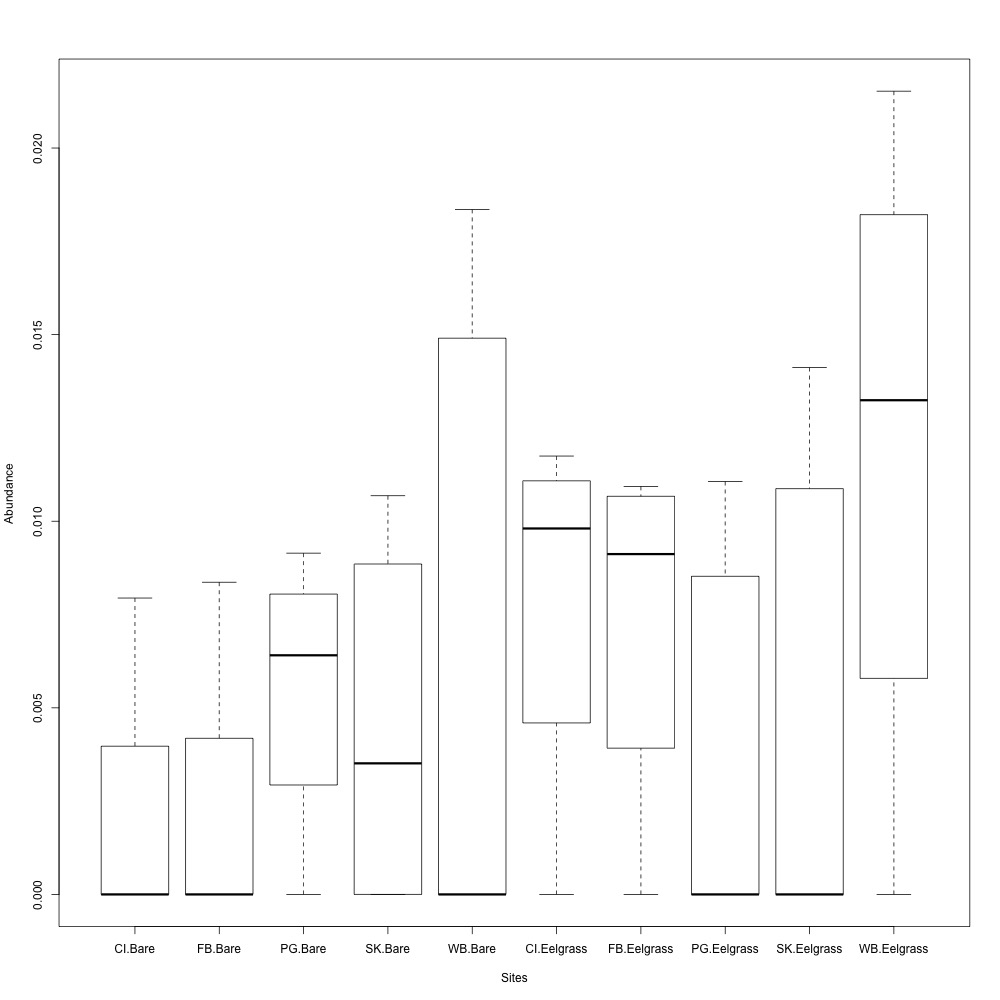 Abundance
0.020
0.015
0.010
0.005
0.000
CI.Bare FB.Bare PG.Bare SK.Bare WB.Bare CI.Eelgrass FB.Eelgrass PG.Eelgrass SK.Eelgrass WB.Eelgrass
Sites